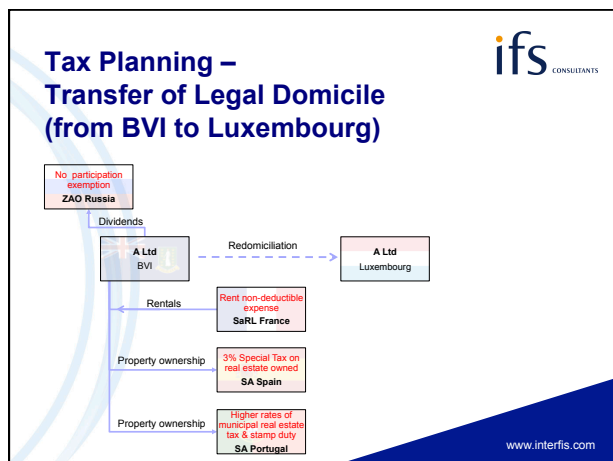 Tax Planning –
Transfer of Legal Domicile
(from BVI to Luxembourg)
ifs CONSULTANTS
No participation
exemption
ZAO Russia
Dividends
A Ltd
BVI
Redomiciliation
A Ltd
Luxembourg
Rentals
Rent non-deductible
expense
SaRL France
Property ownership
3% Special Tax on
real estate owned
SA Spain
Property ownership
Higher rates of
municipal real estate
tax & stamp duty
SA Portugal
www.interfis.com